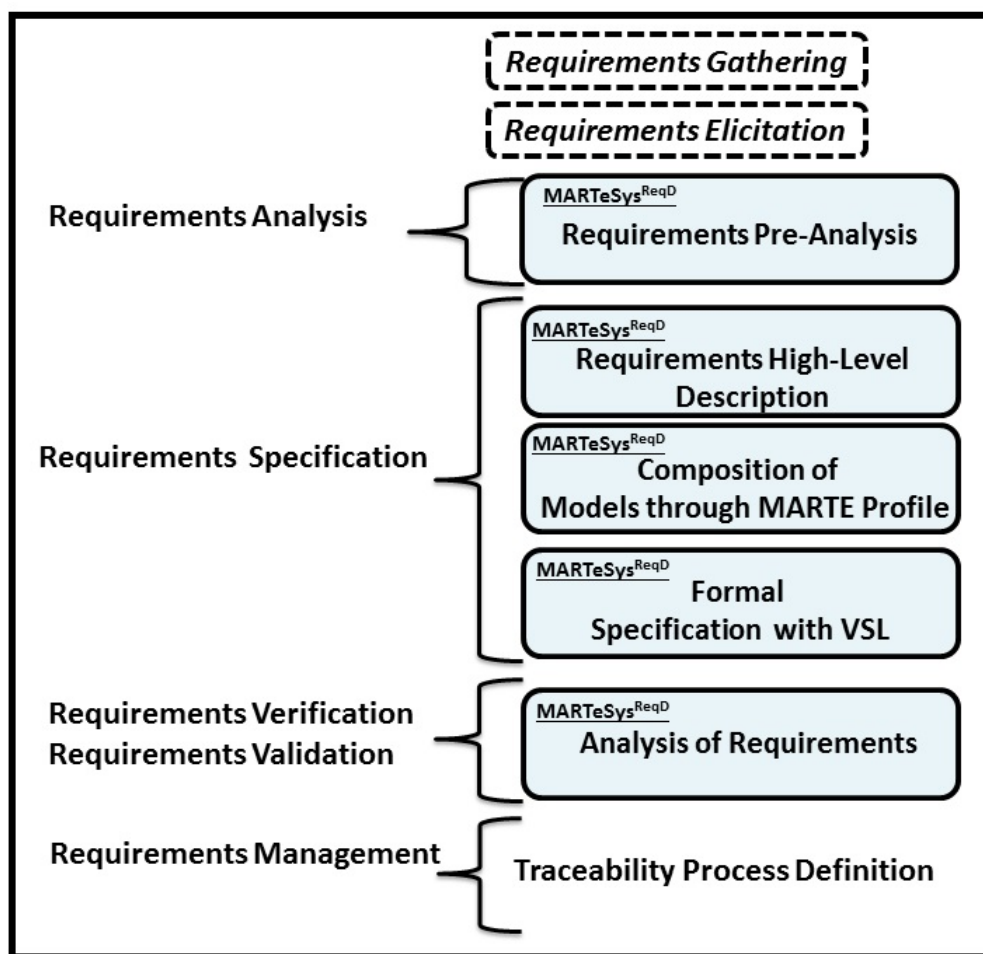 Requirements Gathering
Requirements Elicitation
Requirements Analysis
MARTeSysReqD
Requirements Pre-Analysis
Requirements Specification
MARTeSysReqD
Requirements High-Level
Description
MARTeSysReqD
Composition of
Models through MARTE Profile
MARTeSysReqD
Formal
Specification with VSL
Requirements Verification
Requirements Validation
MARTeSysReqD
Analysis of Requirements
Requirements Management
Traceability Process Definition